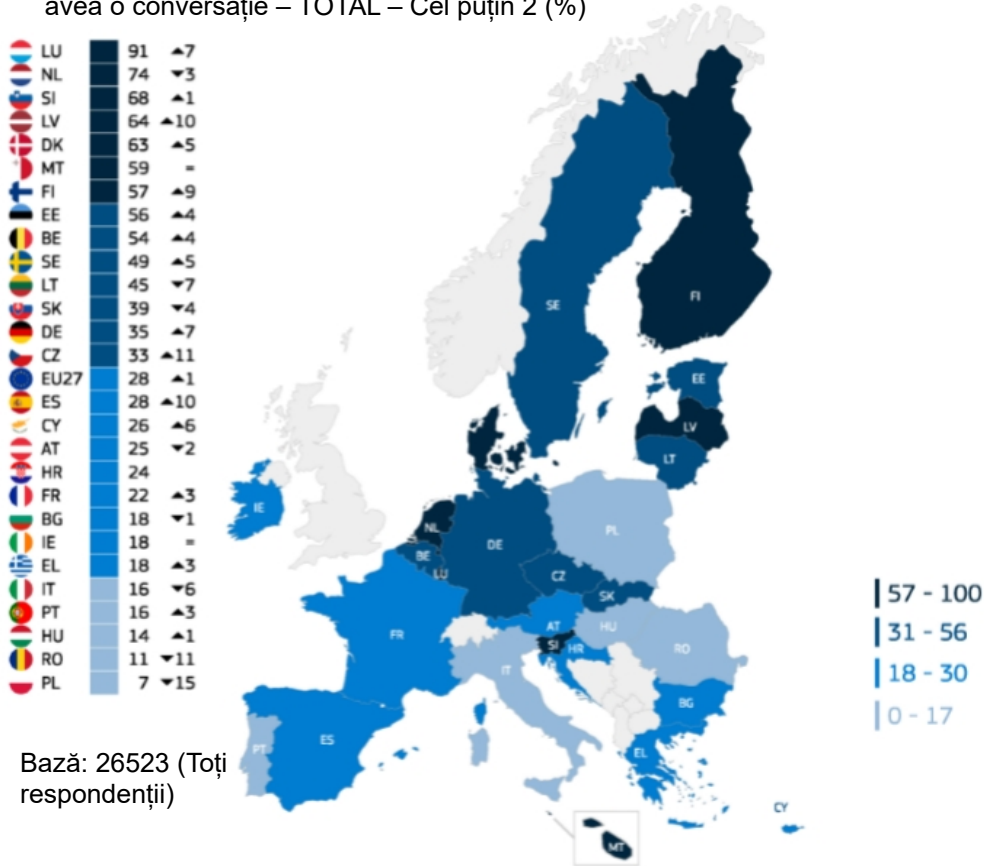 avea o conversație – TOTAL – Cel puțin 2 (%)
LU 91 ▲7
NL 74 ▼3
SI 68 ▲1
LV 64 ▲10
DK 63 ▲5
MT 59 =
FI 57 ▲9
EE 56 ▲4
BE 54 ▲4
SE 49 ▲5
LT 45 ▼7
SK 39 ▼4
DE 35 ▲7
CZ 33 ▲11
EU27 28 ▲1
ES 28 ▲10
CY 26 ▲6
AT 25 ▼2
HR 24
FR 22 ▲3
BG 18 ▼1
IE 18 =
EL 18 ▲3
IT 16 ▼6
PT 16 ▲3
HU 14 ▲1
RO 11 ▼11
PL 7 ▼15
Bază: 26523 (Toți
respondenții)
FI
SE
EE
LV
LT
IE
NL
PL
DE
BE
LU
CZ
SK
AT
HU
FR
SI
HR
RO
IT
BG
ES
PT
EL
CY
MT
57 - 100
31 - 56
18 - 30
0 - 17